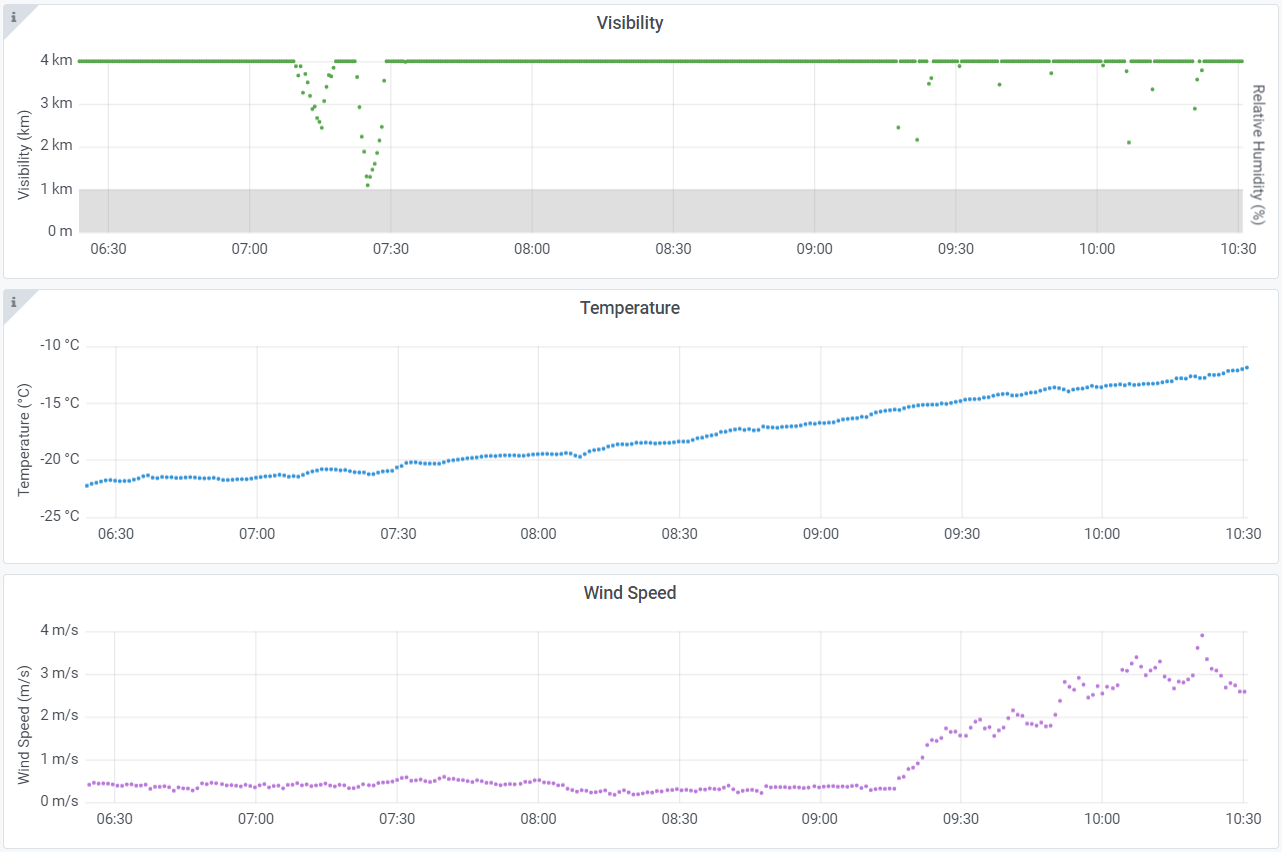 i
Visibility
Visibility (km)
4 km
3 km
2 km
1 km
0 m
06:30 07:00 07:30 08:00 08:30 09:00 09:30 10:00 10:30
Relative Humidity (%)
i
Temperature
Temperature (°C)
-10 °C
-15 °C
-20 °C
-25 °C
06:30 07:00 07:30 08:00 08:30 09:00 09:30 10:00 10:30
Wind Speed
Wind Speed (m/s)
4 m/s
3 m/s
2 m/s
1 m/s
0 m/s
06:30 07:00 07:30 08:00 08:30 09:00 09:30 10:00 10:30